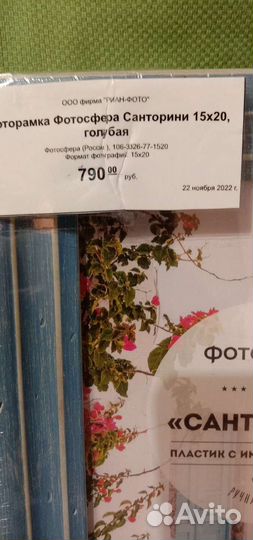 ООО фирма "РИАН-ФОТО"
оторамка Фотосфера Санторини 15х20,
голубая
Фотосфера (Россия), 106-3326-77-1520
Формат фотографии: 15х20
790 00 руб.
22 ноября 2022 г.
ФОТО
***
«САНТ
ПЛАСТИК С ИМ
Avito